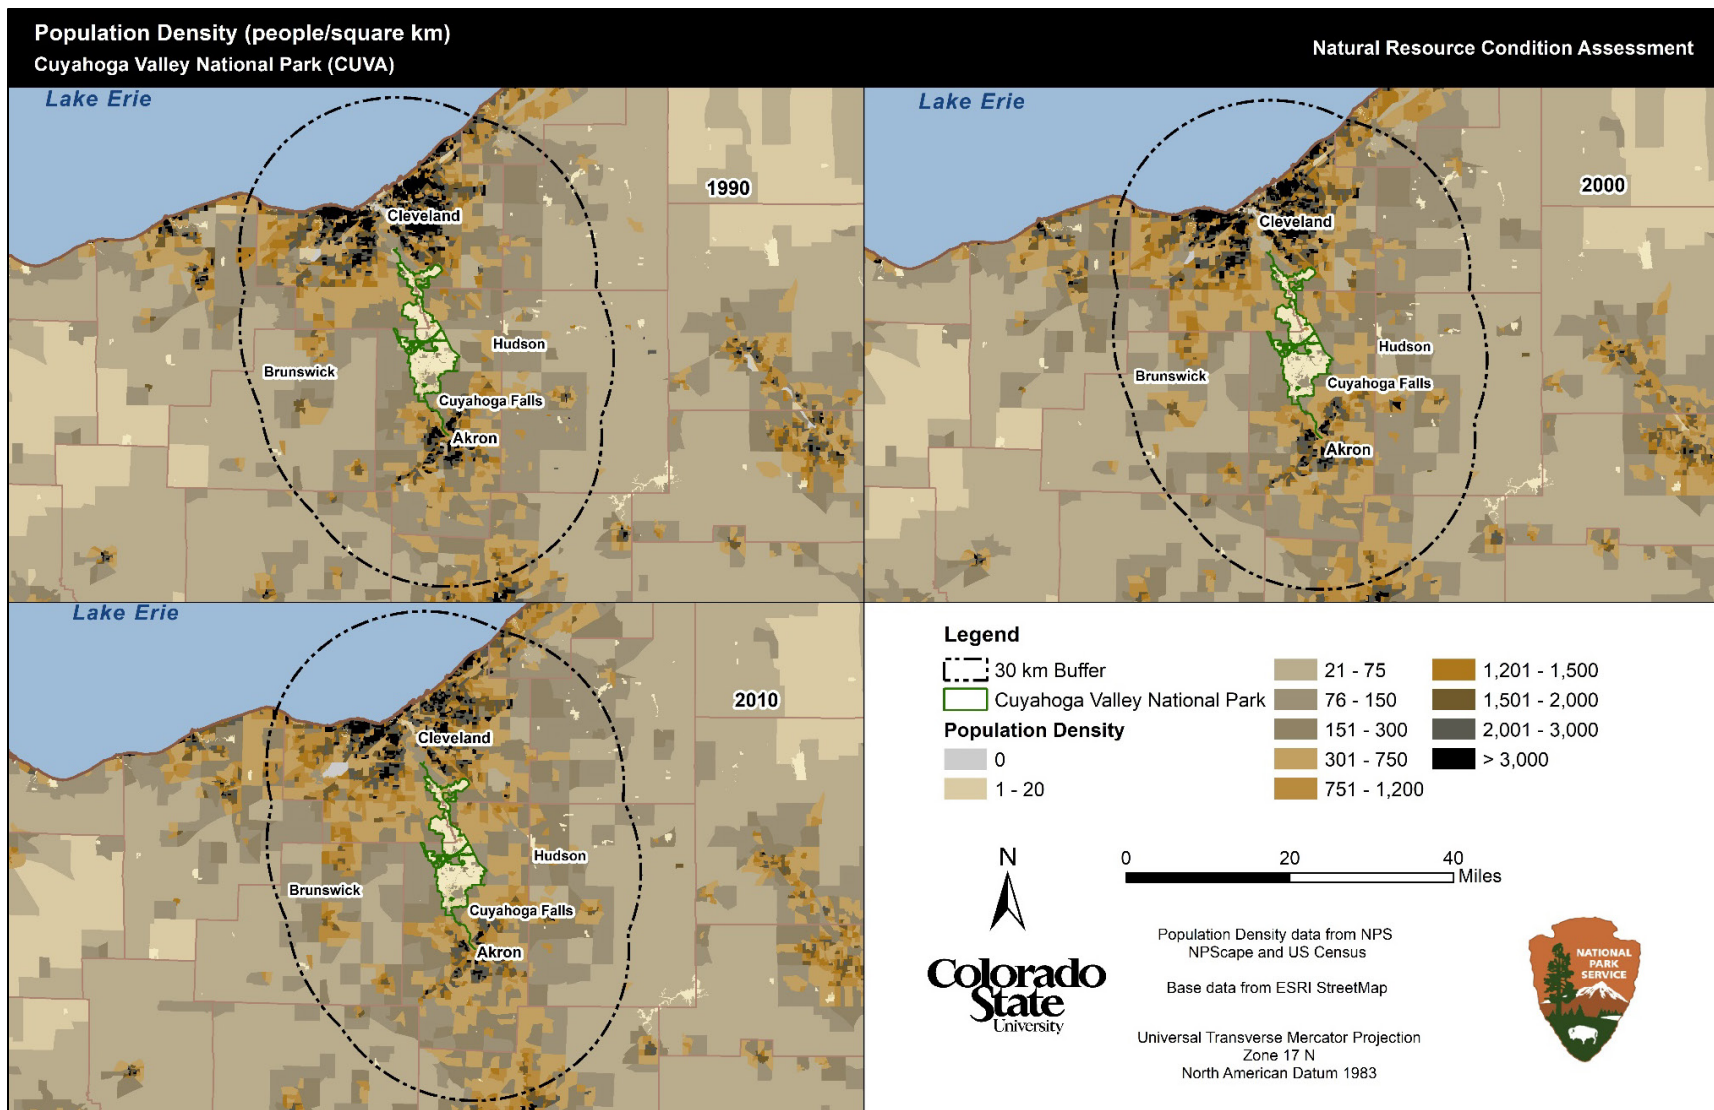 Population Density (people/square km)
Cuyahoga Valley National Park (CUVA)
Natural Resource Condition Assessment
Lake Erie
1990
Cleveland
Hudson
Brunswick
Cuyahoga Falls
Akron
Lake Erie
2000
Cleveland
Hudson
Brunswick
Cuyahoga Falls
Akron
Lake Erie
2010
Cleveland
Hudson
Brunswick
Cuyahoga Falls
Akron
Legend
30 km Buffer
Cuyahoga Valley National Park
Population Density
0
1 - 20
21 - 75
76 - 150
151 - 300
301 - 750
751 - 1,200
1,201 - 1,500
1,501 - 2,000
2,001 - 3,000
> 3,000
N
0 20 40
Miles
Colorado
State
University
Population Density data from NPS
NPScape and US Census
Base data from ESRI StreetMap
Universal Transverse Mercator Projection
Zone 17 N
North American Datum 1983
NATIONAL
PARK
SERVICE